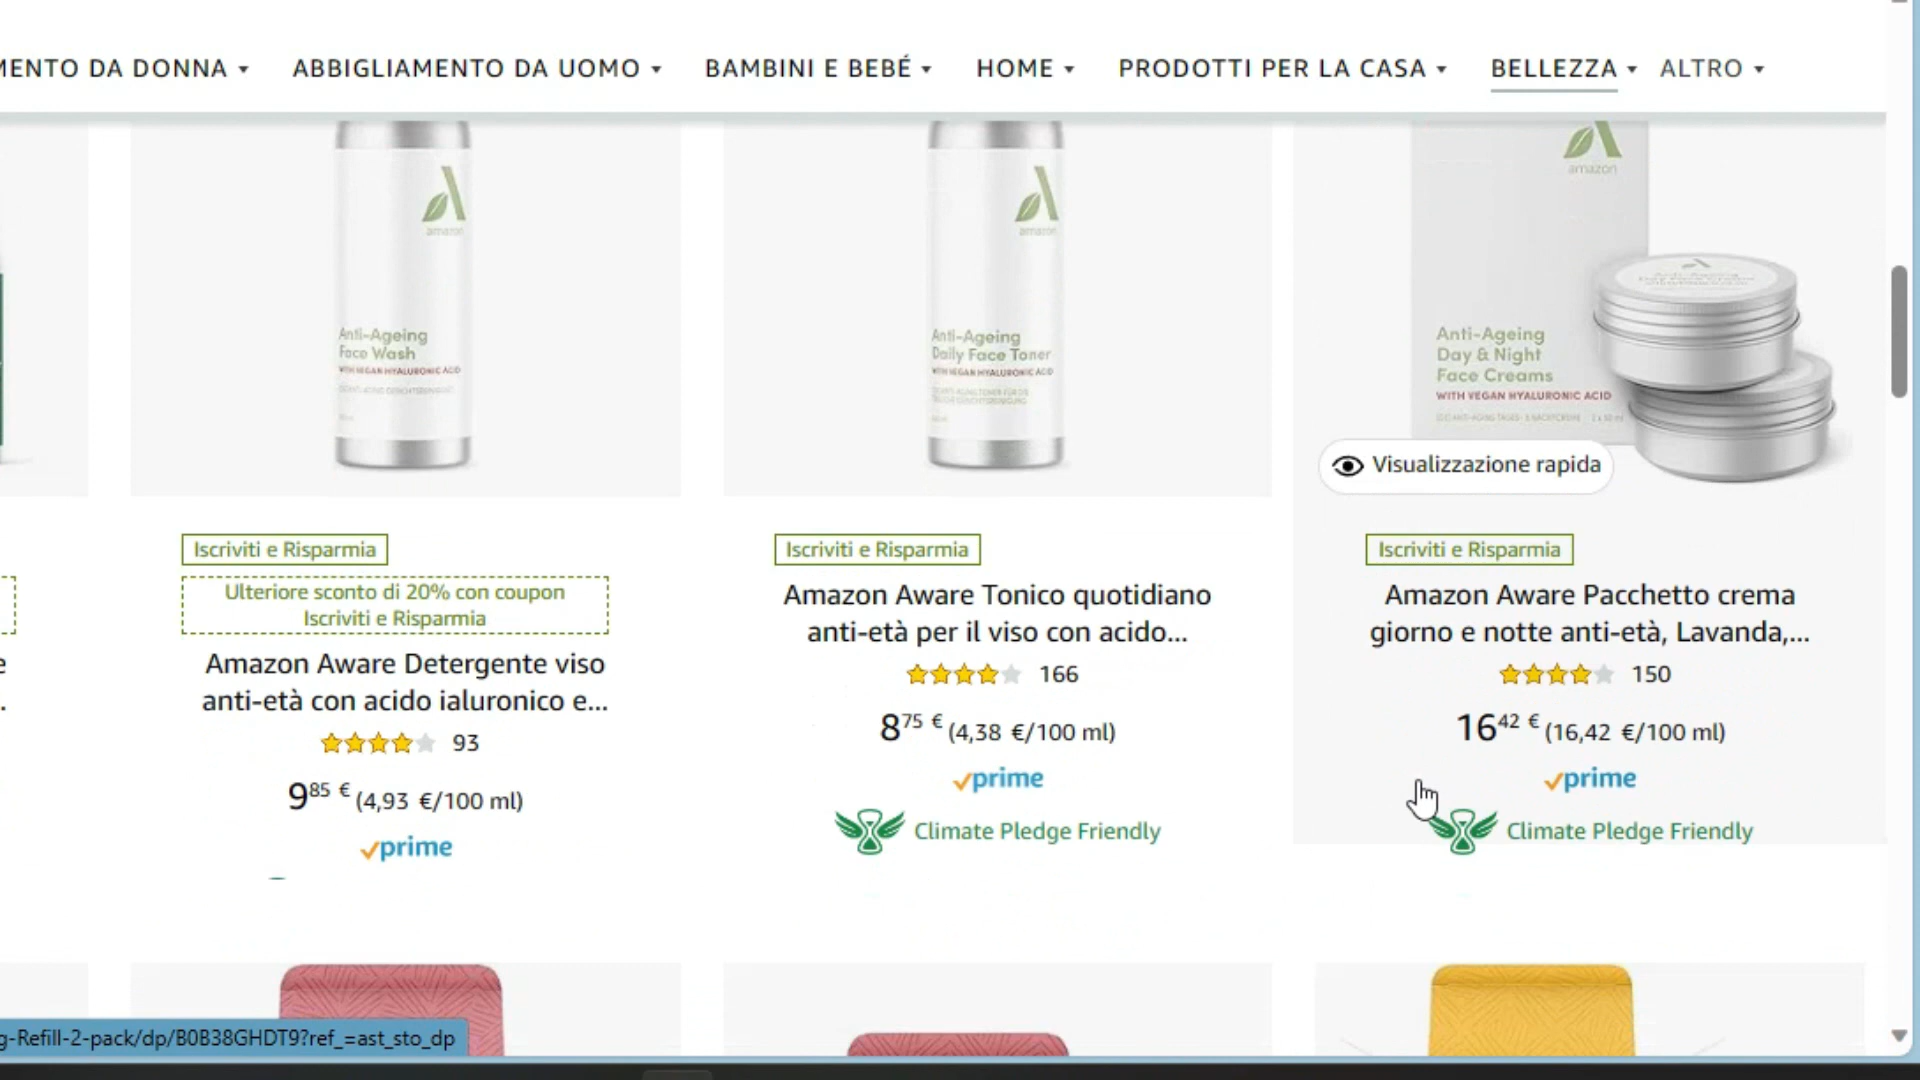 MENTO DA DONNA
ABBIGLIAMENTO DA UOMO
BAMBINI E BEBÉ
HOME
PRODOTTI PER LA CASA
BELLEZZA
ALTRO
amazon
Anti-Ageing
Face Wash
WITH VEGAN HYALURONIC ACID
amazon
Anti-Ageing
Daily Face Toner
WITH VEGAN HYALURONIC ACID
amazon
Anti-Ageing
Day & Night
Face Creams
WITH VEGAN HYALURONIC ACID
Visualizzazione rapida
Iscriviti e Risparmia
Ulteriore sconto di 20% con coupon
Iscriviti e Risparmia
Amazon Aware Detergente viso
anti-età con acido ialuronico e...
93
985 € (4,93 €/100 ml)
prime
Iscriviti e Risparmia
Amazon Aware Tonico quotidiano
anti-età per il viso con acido...
166
875 € (4,38 €/100 ml)
prime
Climate Pledge Friendly
Iscriviti e Risparmia
Amazon Aware Pacchetto crema
giorno e notte anti-età, Lavanda,...
150
1642 € (16,42 €/100 ml)
prime
Climate Pledge Friendly
g-Refill-2-pack/dp/B0B38GHDT9?ref_=ast_sto_dp